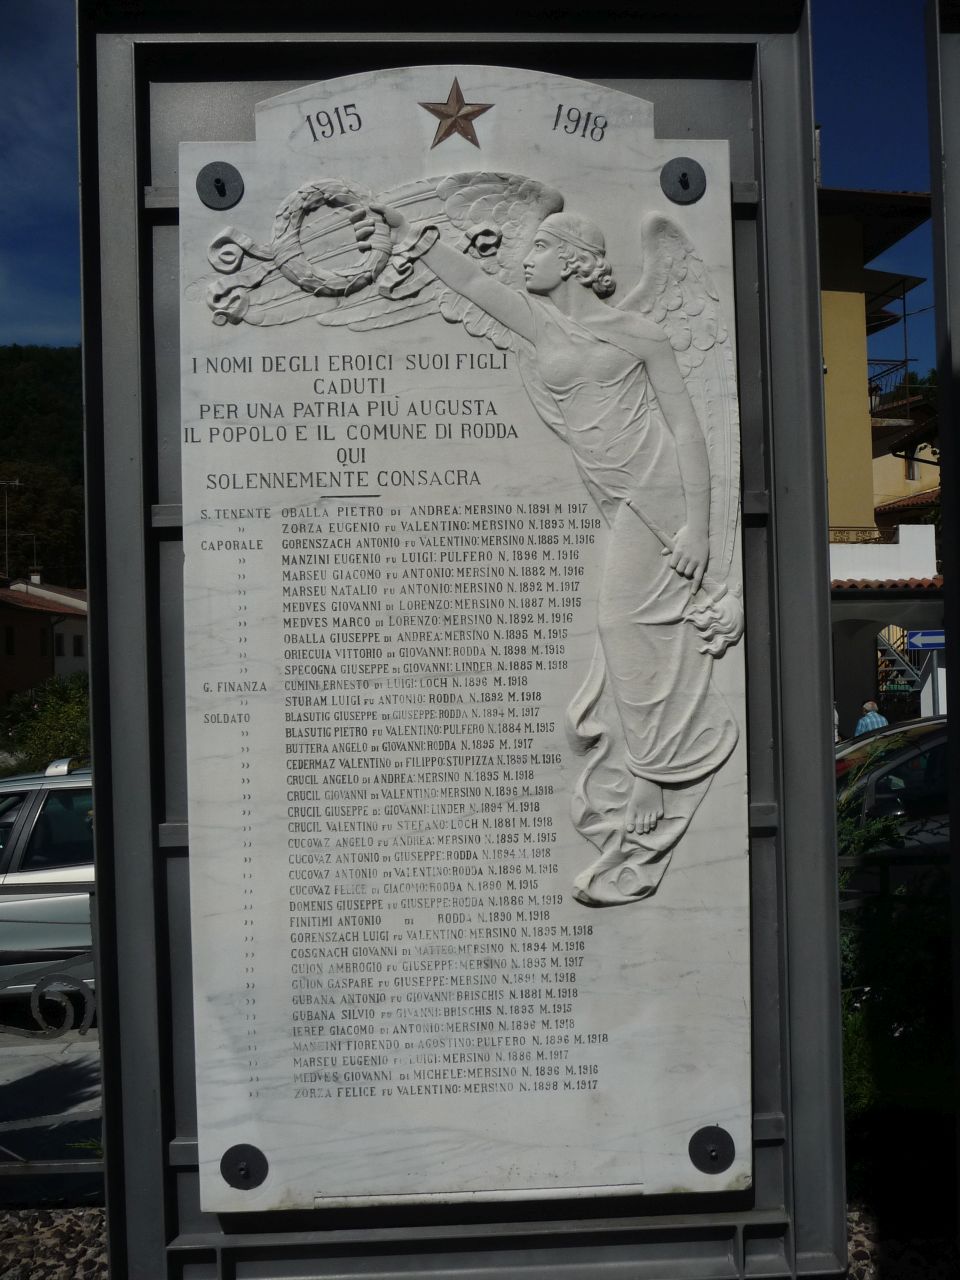 1915 1918
I NOMI DEGLI EROICI SUOI FIGLI
CADUTI
PER UNA PATRIA PIÙ AUGUSTA
IL POPOLO E IL COMUNE DI RODDA
QUI
SOLENNEMENTE CONSACRA
S. TENENTE OBALLA PIETRO DI ANDREA: MERSINO N.1891 M 1917
" ZORZA EUGENIO FU VALENTINO: MERSINO N.1893 M.1915
CAPORALE GORENSZACH ANTONIO FU VALENTINO: MERSINO N.1885 M.1916
" MANZINI EUGENIO FU LUIGI: PULFERO N.1896 M.1916
" MARSEU GIACOMO FU ANTONIO: MERSINO N.1882 M.1916
" MARSEU NATALIO FU ANTONIO: MERSINO N.1892 M.1917
" MEDVES GIOVANNI DI LORENZO: MERSINO N.1887 M.1915
" MEDVES MARCO DI LORENZO: MERSINO N.1892 M.1916
" OBALLA GIUSEPPE DI ANDREA: MERSINO N.1895 M.1915
" ORIECUIA VITTORIO DI GIOVANNI: RODDA N.1898 M.1919
" SPECOGNA GIUSEPPE DI GIOVANNI: LINDER N.1885 M.1918
G. FINANZA CUMINI ERNESTO DI LUIGI: LOCH N.1896 M.1918
" STURAM LUIGI FU ANTONIO: RODDA N.1892 M.1918
SOLDATO BLASUTIG GIUSEPPE DI GIUSEPPE: RODDA N.1894 M.1917
" BLASUTIG PIETRO FU VALENTINO: PULFERO N.1884 M.1915
" BUTTERA ANGELO DI GIOVANNI: RODDA N.1895 M.1917
" CEDERMAZ VALENTINO DI FILIPPO: STUPIZZA N.1895 M.1916
" CRUCIL ANGELO DI ANDREA: MERSINO N.1895 M.1917
" CRUCIL GIOVANNI DI VALENTINO: MERSINO N.1896 M.1918
" CRUCIL GIUSEPPE DI GIOVANNI: LINDER N.1894 M.1918
" CRUCIL VALENTINO FU STEFANO: LOCH N.1881 M.1918
" CUCOVAZ ANGELO FU ANDREA: MERSINO N.1895 M.1915
" CUCOVAZ ANTONIO DI GIUSEPPE: RODDA N.1894 M.1918
" CUCOVAZ ANTONIO DI VALENTINO: RODDA N.1896 M.1916
" CUCOVAZ FELICE DI GIACOMO: RODDA N.1890 M.1915
" DOMENIS GIUSEPPE FU GIUSEPPE: RODDA N.1886 M.1919
" FINITIMI ANTONIO DI RODDA N.1890 M.1918
" GORENSZACH LUIGI FU VALENTINO: MERSINO N.1895 M.1918
" COSGNACH GIOVANNI DI MATTEO: MERSINO N.1894 M.1918
" GUION AMBROGIO FU GIUSEPPE: MERSINO N.1893 M.1917
" GUION GASPARE FU GIUSEPPE: MERSINO N.1891 M.1918
" GUBANA ANTONIO FU GIOVANNI: BRISCHIS N.1881 M.1918
" GUBANA SILVIO FU GIVANNI: BRISCHIS N.1893 M.1915
" IEREP GIACOMO DI ANTONIO: MERSINO N.1896 M.1918
" MANZINI FIORENDO DI AGOSTINO: PULFERO N.1896 M.1918
" MARSEU EUGENIO FU LUIGI: MERSINO N.1886 M.1917
" MEDVES GIOVANNI DI MICHELE: MERSINO N.1896 M.1916
" ZORZA FELICE FU VALENTINO: MERSINO N.1898 M.1918